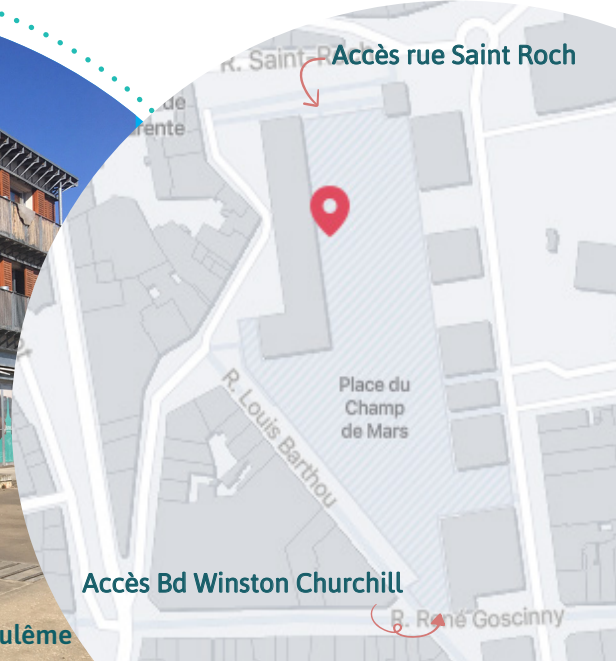 R. Saint-Roch
Accès rue Saint Roch
de
rente
Place du
Champ
de Mars
R. Louis Barthou
Accès Bd Winston Churchill
R. René Goscinny
ulême